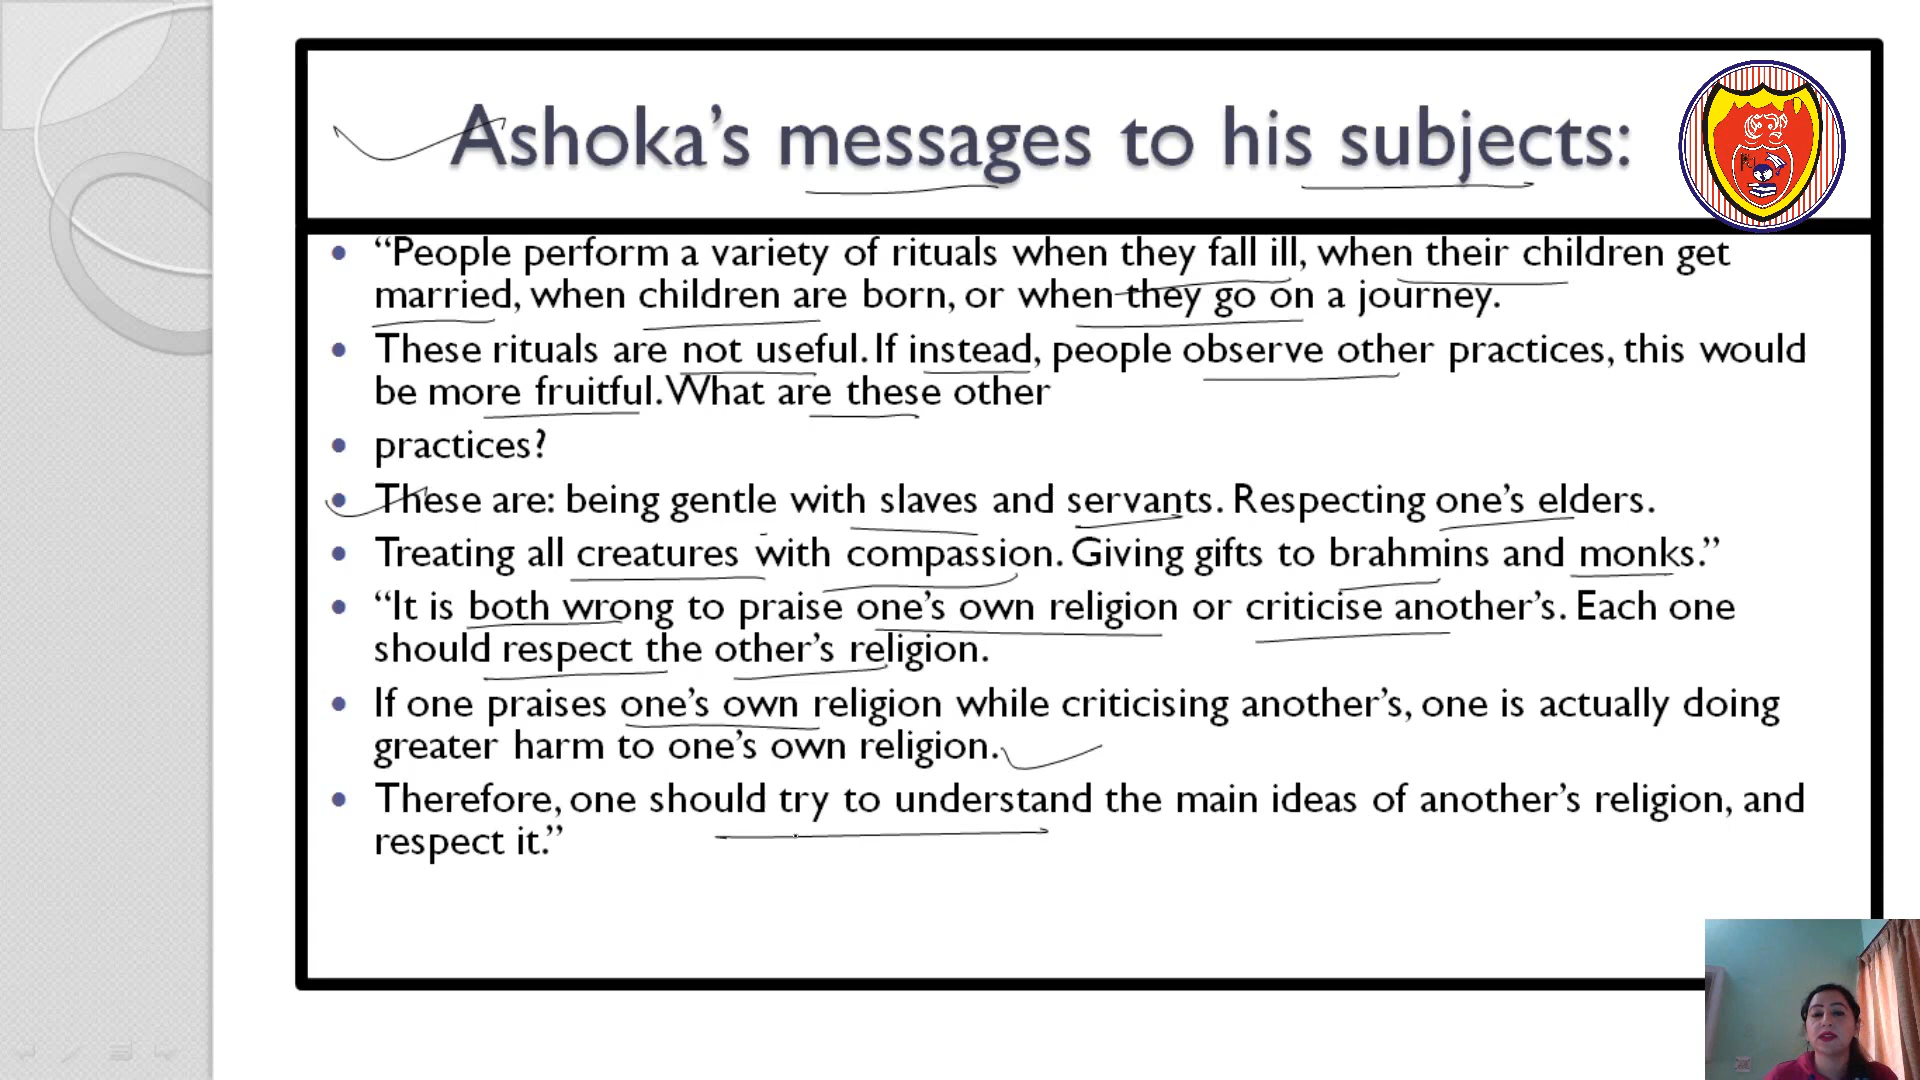 Ashoka’s messages to his subjects:
• “People perform a variety of rituals when they fall ill, when their children get
married, when children are born, or when they go on a journey.
• These rituals are not useful. If instead, people observe other practices, this would
be more fruitful. What are these other
• practices?
• These are: being gentle with slaves and servants. Respecting one’s elders.
• Treating all creatures with compassion. Giving gifts to brahmins and monks.”
• “It is both wrong to praise one’s own religion or criticise another’s. Each one
should respect the other’s religion.
• If one praises one’s own religion while criticising another’s, one is actually doing
greater harm to one’s own religion.
• Therefore, one should try to understand the main ideas of another’s religion, and
respect it.”